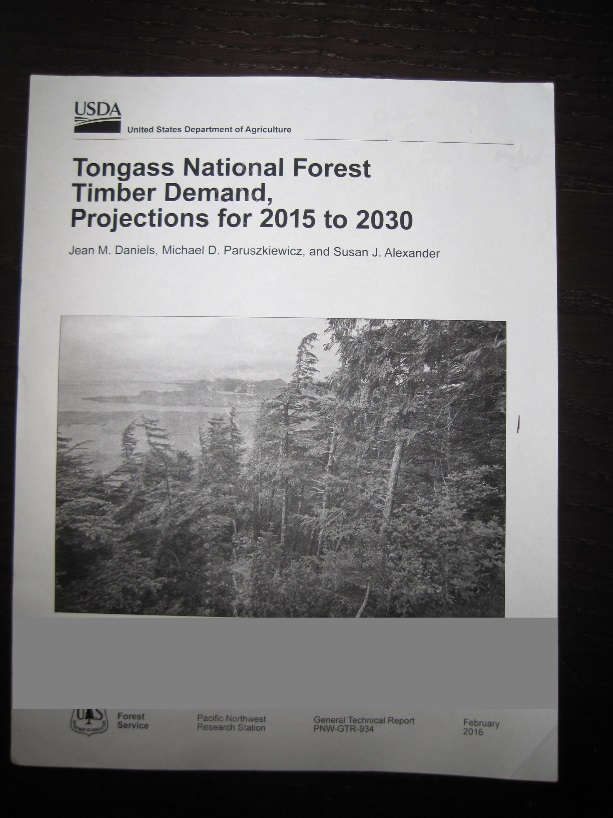 USDA
United States Department of Agriculture
Tongass National Forest
Timber Demand,
Projections for 2015 to 2030
Jean M. Daniels, Michael D. Paruszkiewicz, and Susan J. Alexander
UAS
Forest
Service
Pacific Northwest
Research Station
General Technical Report
PNW-GTR-934
February
2016